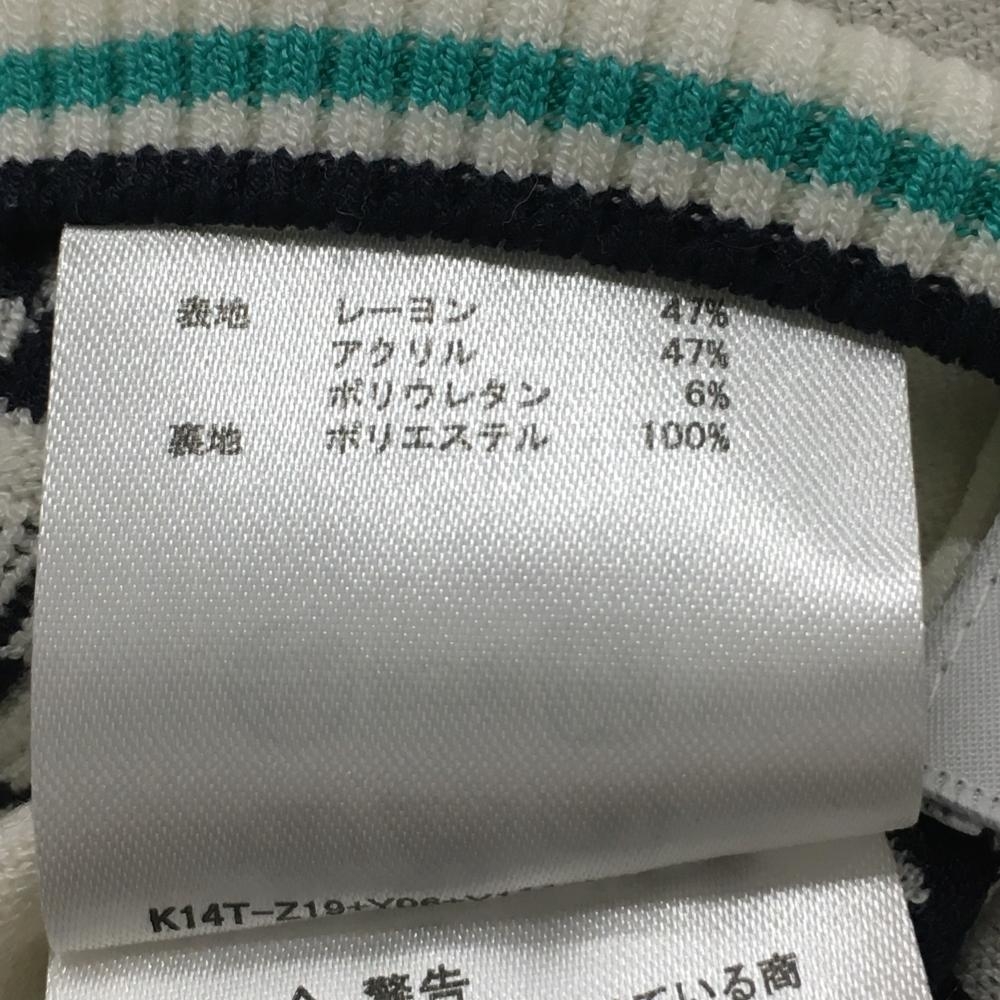 表地 レーヨン 47%
アクリル 47%
ポリウレタン 6%
裏地 ポリエステル 100%
K14T-Z19+Y06+
警告 ている商